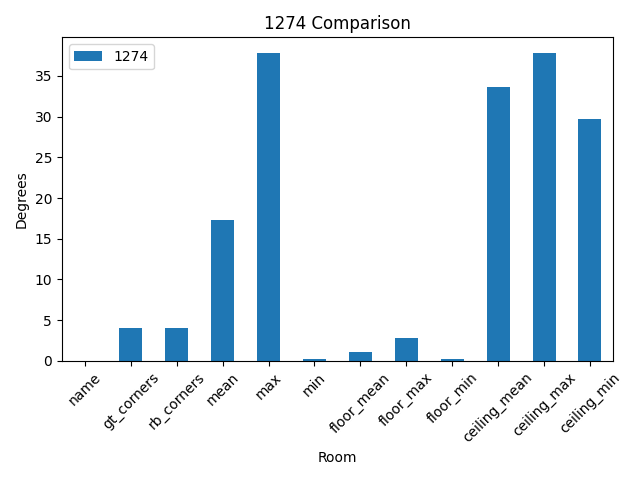 1274 Comparison
1274
Degrees
35
30
25
20
15
10
5
0
name
gt_corners
rb_corners
mean
max
min
floor_mean
floor_max
floor_min
ceiling_mean
ceiling_max
ceiling_min
Room